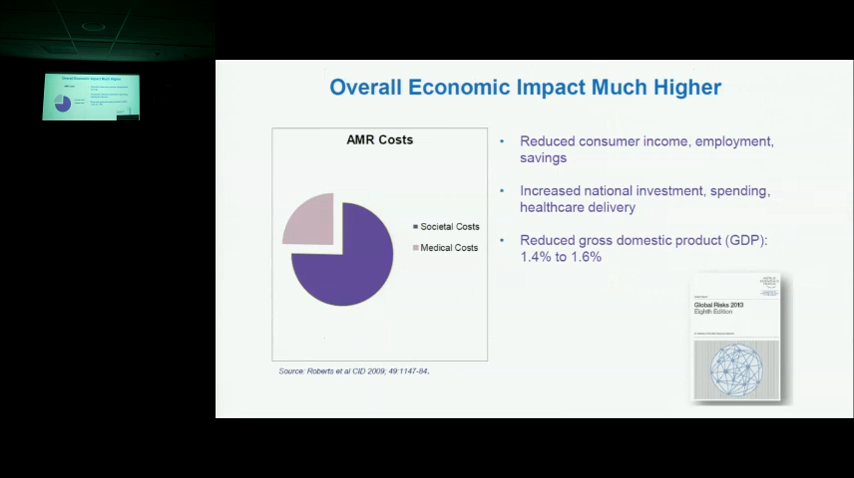 Overall Economic Impact Much Higher
AMR Costs
Societal Costs
Medical Costs
Source: Roberts et al CID 2009; 49:1147-84.
• Reduced consumer income, employment,
savings
• Increased national investment, spending,
healthcare delivery
• Reduced gross domestic product (GDP):
1.4% to 1.6%
Global Risks 2013
Eighth Edition